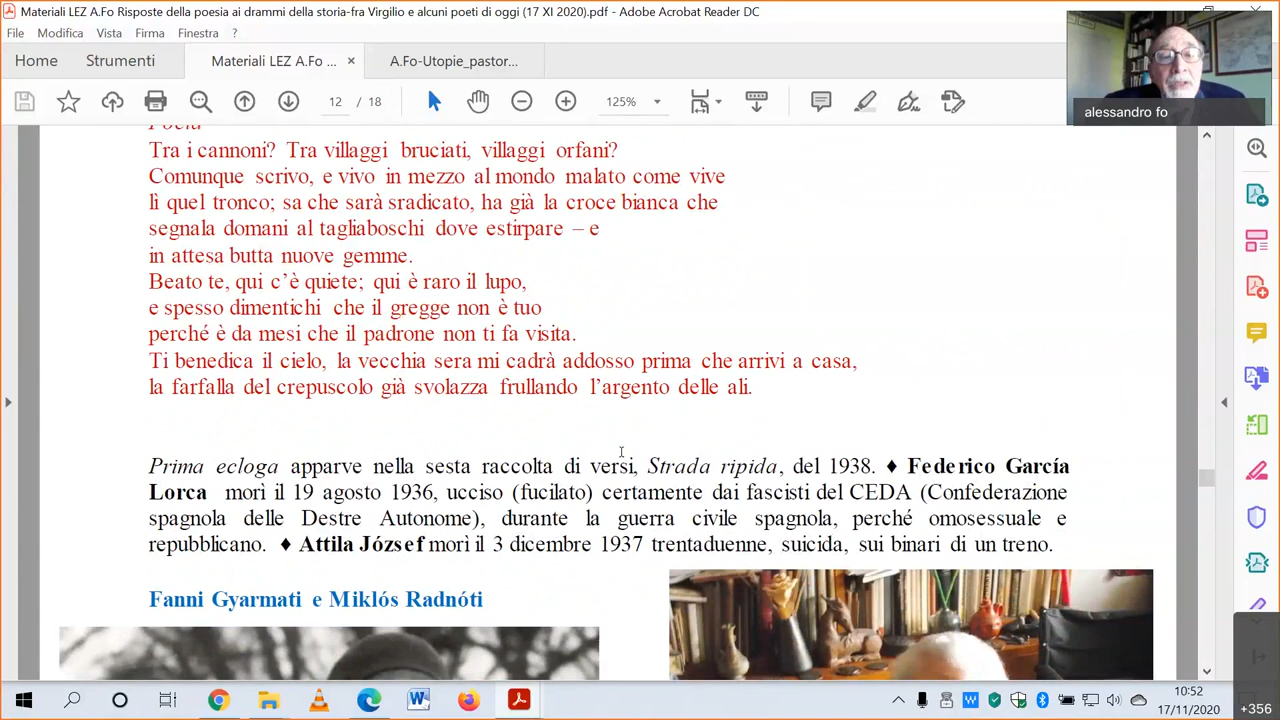 Materiali LEZ A.Fo Risposte della poesia ai drammi della storia-fra Virgilio e alcuni poeti di oggi (17 XI 2020).pdf - Adobe Acrobat Reader DC
File Modifica Vista Firma Finestra ?
Home Strumenti Materiali LEZ A.Fo ... × A.Fo-Utopie_pastor...
12 / 18 125%
alessandro fo
Poeta
Tra i cannoni? Tra villaggi bruciati, villaggi orfani?
Comunque scrivo, e vivo in mezzo al mondo malato come vive
lì quel tronco; sa che sarà sradicato, ha già la croce bianca che
segnala domani al tagliaboschi dove estirpare – e
in attesa butta nuove gemme.
Beato te, qui c’è quiete; qui è raro il lupo,
e spesso dimentichi che il gregge non è tuo
perché è da mesi che il padrone non ti fa visita.
Ti benedica il cielo, la vecchia sera mi cadrà addosso prima che arrivi a casa,
la farfalla del crepuscolo già svolazza frullando l’argento delle ali.
Prima ecloga apparve nella sesta raccolta di versi, Strada ripida, del 1938. ♦ Federico García
Lorca morì il 19 agosto 1936, ucciso (fucilato) certamente dai fascisti del CEDA (Confederazione
spagnola delle Destre Autonome), durante la guerra civile spagnola, perché omosessuale e
repubblicano. ♦ Attila József morì il 3 dicembre 1937 trentaduenne, suicida, sui binari di un treno.
Fanni Gyarmati e Miklós Radnóti
10:52
17/11/2020
+356